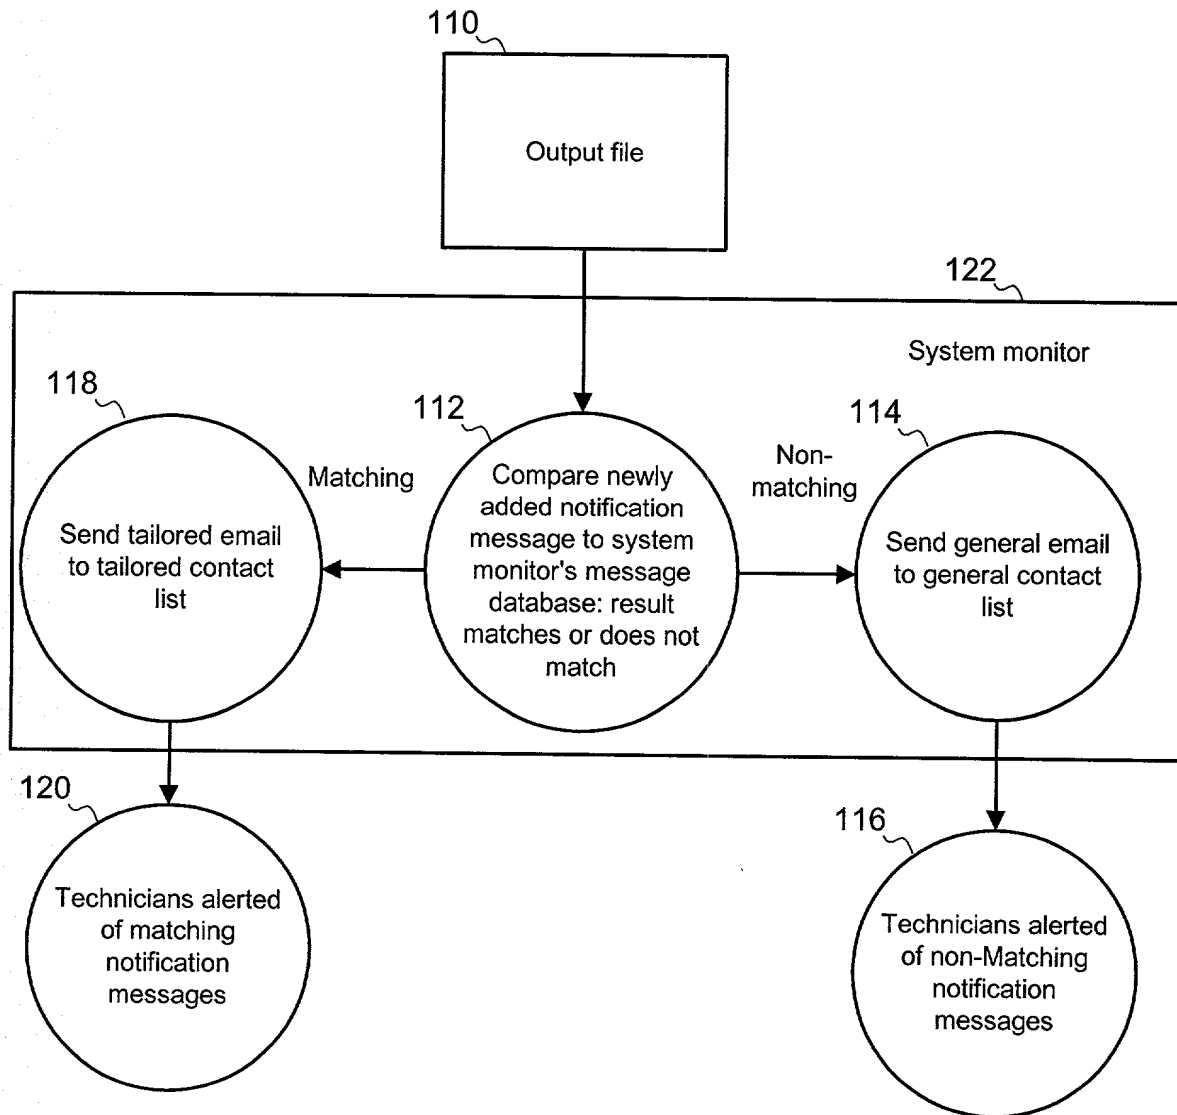 110
Output file
122
System monitor
118
112
114
Matching
Non-
matching
Send tailored email
to tailored contact
list
Compare newly
added notification
message to system
monitor's message
database: result
matches or does not
match
Send general email
to general contact
list
120
116
Technicians alerted
of matching
notification
messages
Technicians alerted
of non-Matching
notification
messages